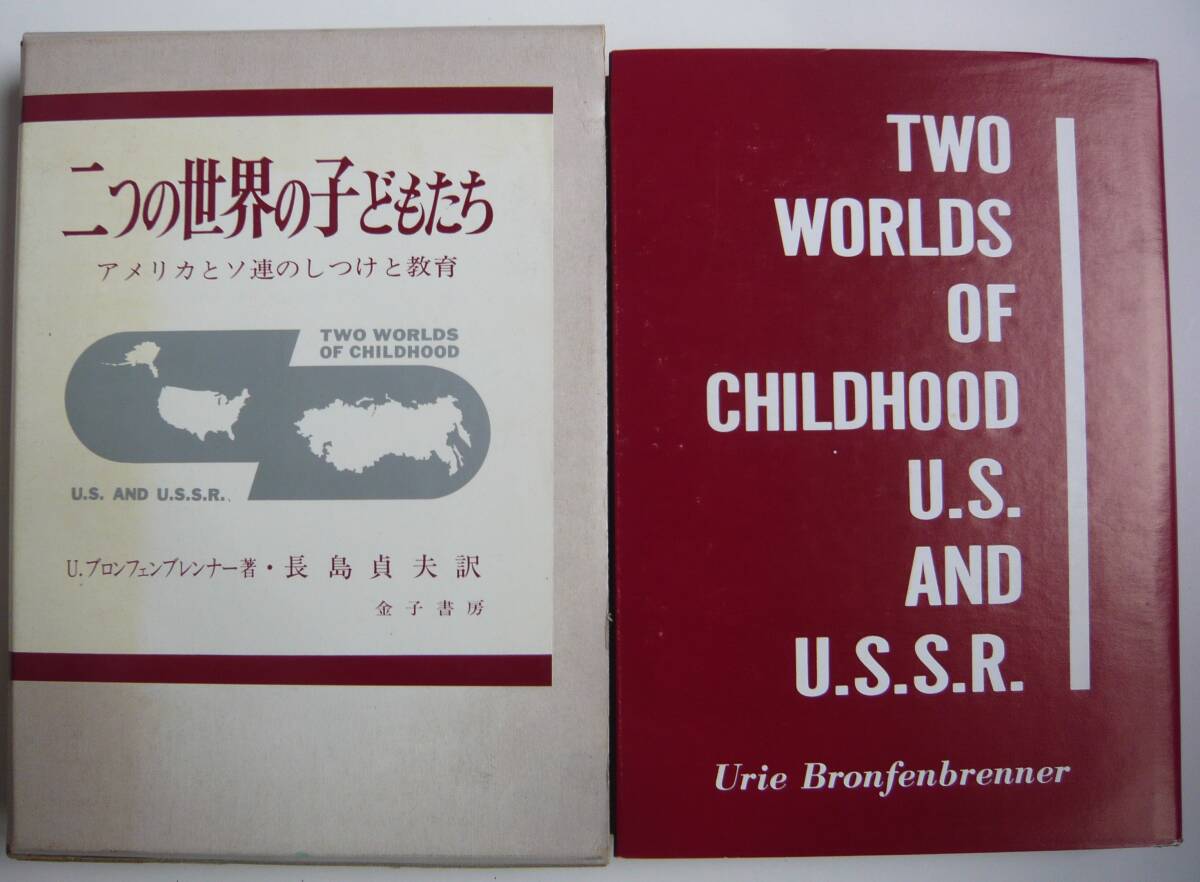 二つの世界の子どもたち
アメリカとソ連のしつけと教育
TWO WORLDS
OF CHILDHOOD
U.S. AND U.S.S.R.
U.ブロンフェンブレンナー著・長島貞夫訳
金子書房
TWO
WORLDS
OF
CHILDHOOD
U.S.
AND
U.S.S.R.
Urie Bronfenbrenner